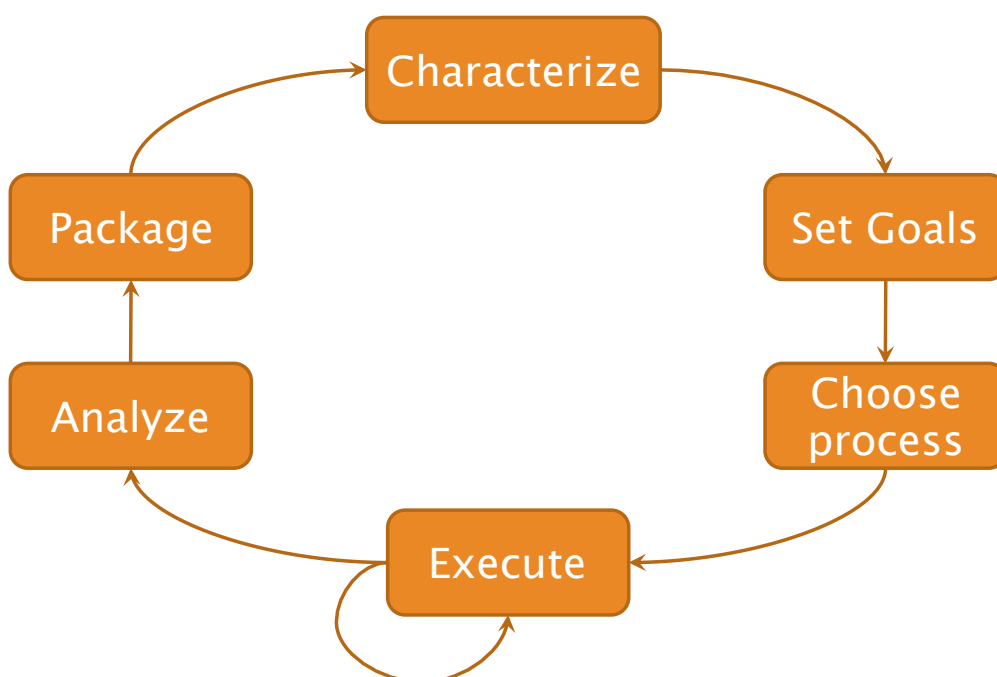 Characterize
Package
Set Goals
Analyze
Choose
process
Execute